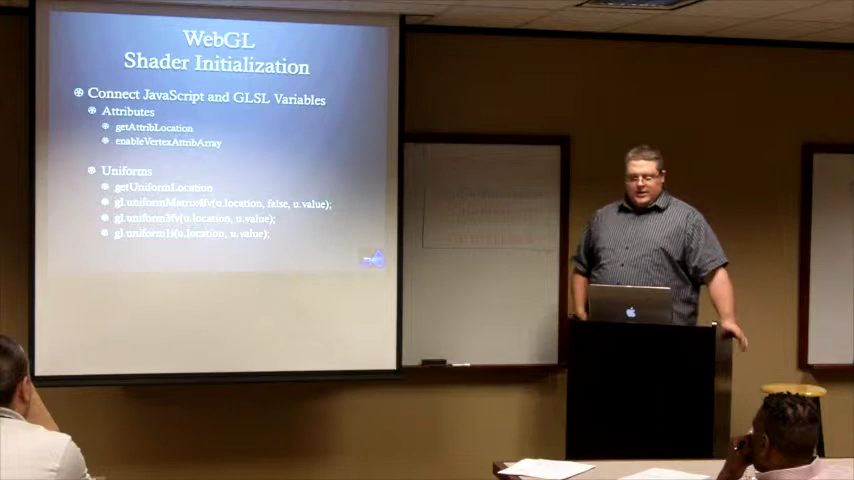 WebGL
Shader Initialization
Connect JavaScript and GLSL Variables
Attributes
getAttribLocation
enableVertexAttribArray
Uniforms
getUniformLocation
gl.uniformMatrix4fv(u.location, false, u.value);
gl.uniform3fv(u.location, u.value);
gl.uniform1i(u.location, u.value);